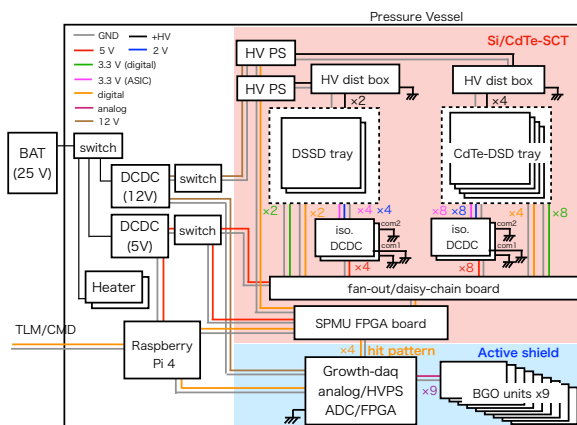 Pressure Vessel
GND
+HV
5 V
2 V
3.3 V (digital)
3.3 V (ASIC)
digital
analog
12 V
Si/CdTe-SCT
HV PS
HV PS
HV dist box
HV dist box
×2
×4
DSSD tray
CdTe-DSD tray
BAT
(25 V)
switch
DCDC
(12V)
switch
DCDC
(5V)
switch
Heater
×2
×2
×4
×4
×8
×8
×4
×8
iso.
DCDC
com2
com1
iso.
DCDC
com2
com1
×4
×8
fan-out/daisy-chain board
SPMU FPGA board
TLM/CMD
Raspberry
Pi 4
×4
hit pattern
Active shield
Growth-daq
analog/HVPS
ADC/FPGA
×9
BGO units x9